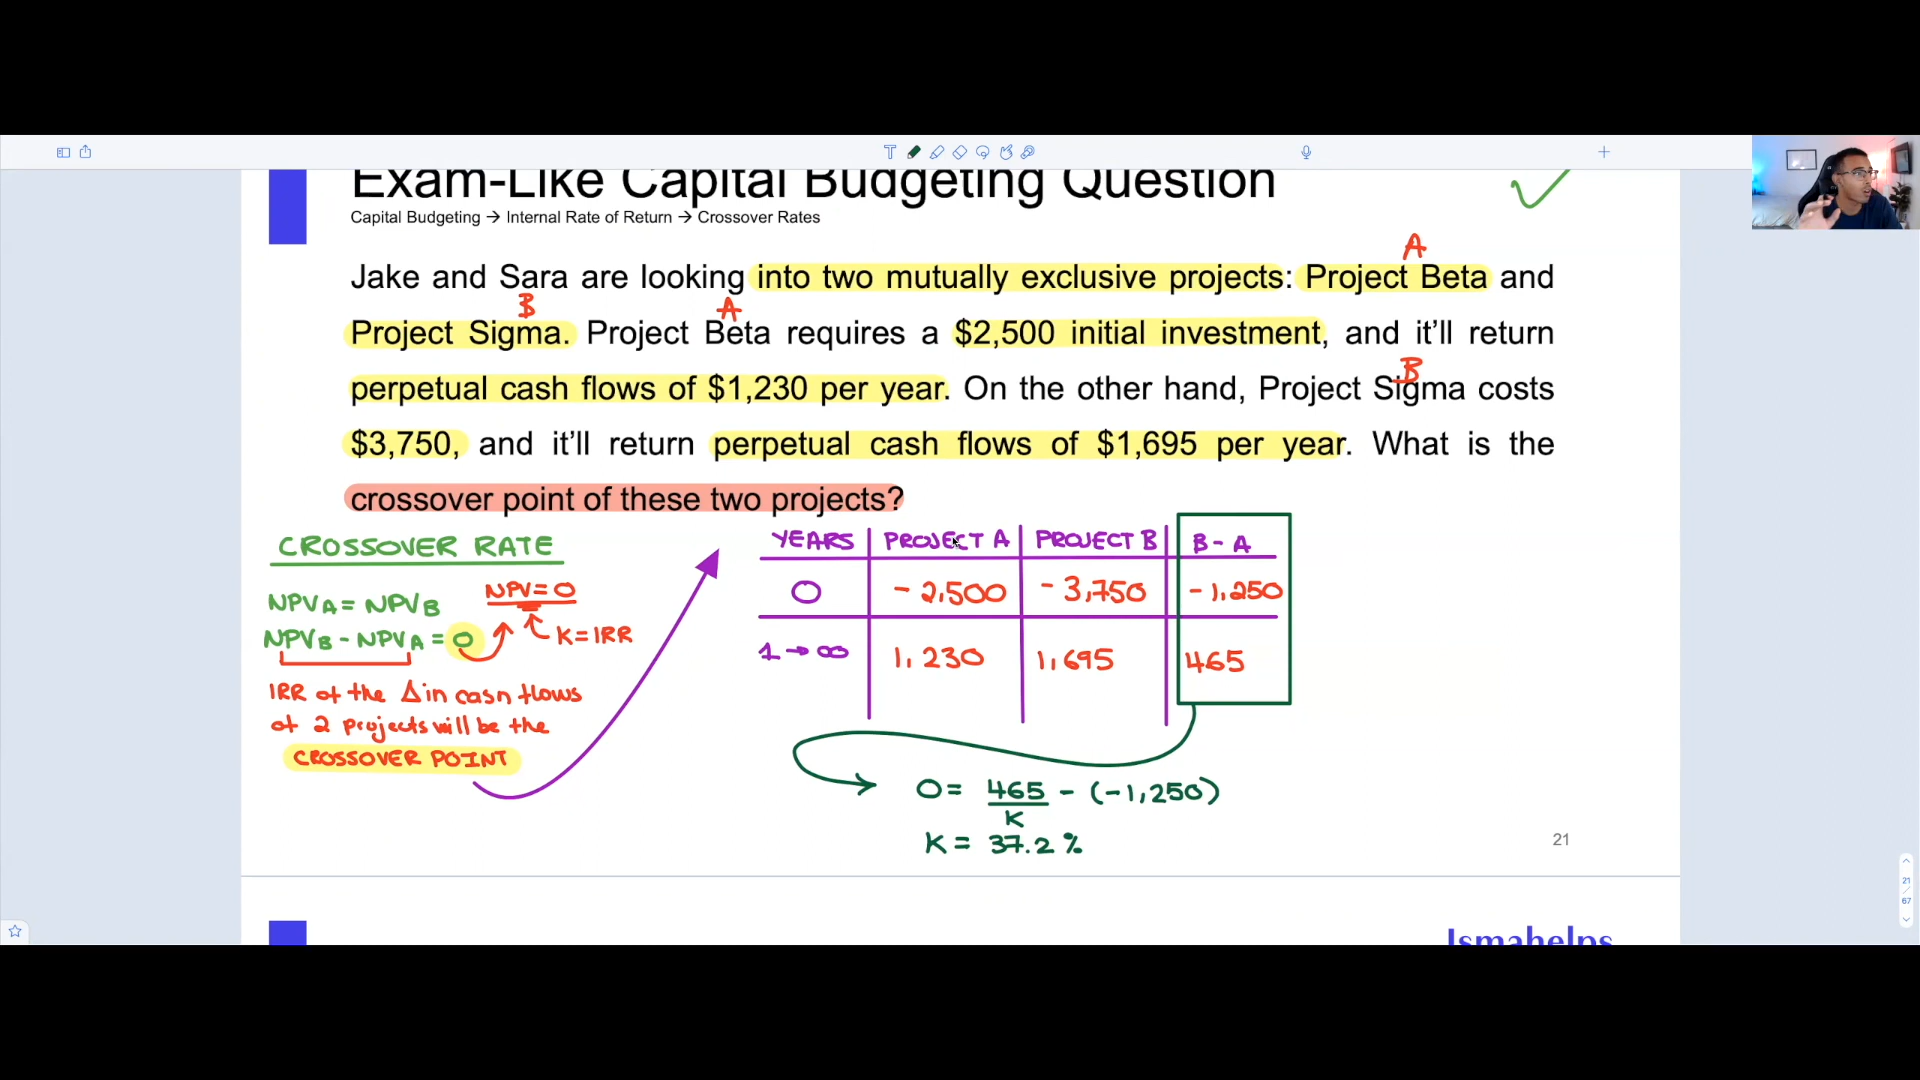 Exam-Like Capital Budgeting Question
Capital Budgeting → Internal Rate of Return → Crossover Rates
A
Jake and Sara are looking into two mutually exclusive projects: Project Beta and
B A
Project Sigma. Project Beta requires a $2,500 initial investment, and it'll return
B
perpetual cash flows of $1,230 per year. On the other hand, Project Sigma costs
$3,750, and it'll return perpetual cash flows of $1,695 per year. What is the
crossover point of these two projects?
CROSSOVER RATE
NPVA = NPVB
NPV = 0
NPVB - NPVA = 0
K = IRR
IRR of the Δ in cash flows
of 2 projects will be the
CROSSOVER POINT
YEARS PROJECT A PROJECT B B - A
0 - 2,500 - 3,750 - 1,250
1 → ∞ 1,230 1,695 465
0 = 465/K - (-1,250)
K = 37.2 %
21
Ismahelps
21
67